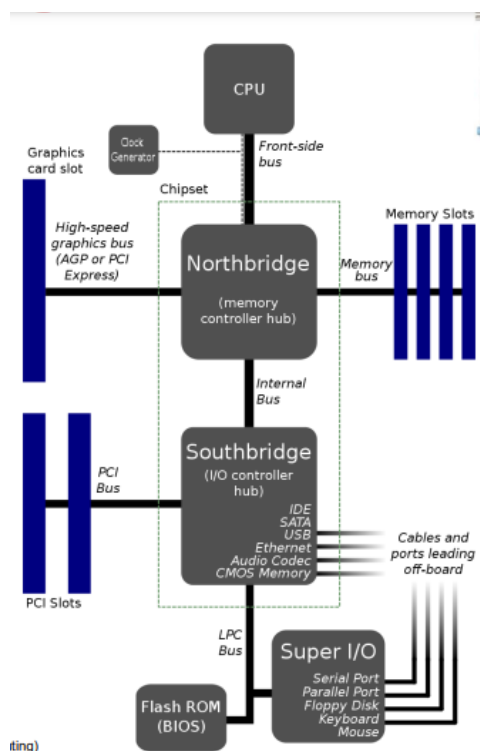 CPU
Clock
Generator
Front-side
bus
Graphics
card slot
Chipset
High-speed
graphics bus
(AGP or PCI
Express)
Northbridge
(memory
controller hub)
Memory
bus
Memory Slots
Internal
Bus
Southbridge
(I/O controller
hub)
PCI
Bus
IDE
SATA
USB
Ethernet
Audio Codec
CMOS Memory
Cables and
ports leading
off-board
PCI Slots
LPC
Bus
Super I/O
Serial Port
Parallel Port
Floppy Disk
Keyboard
Mouse
Flash ROM
(BIOS)
iting)